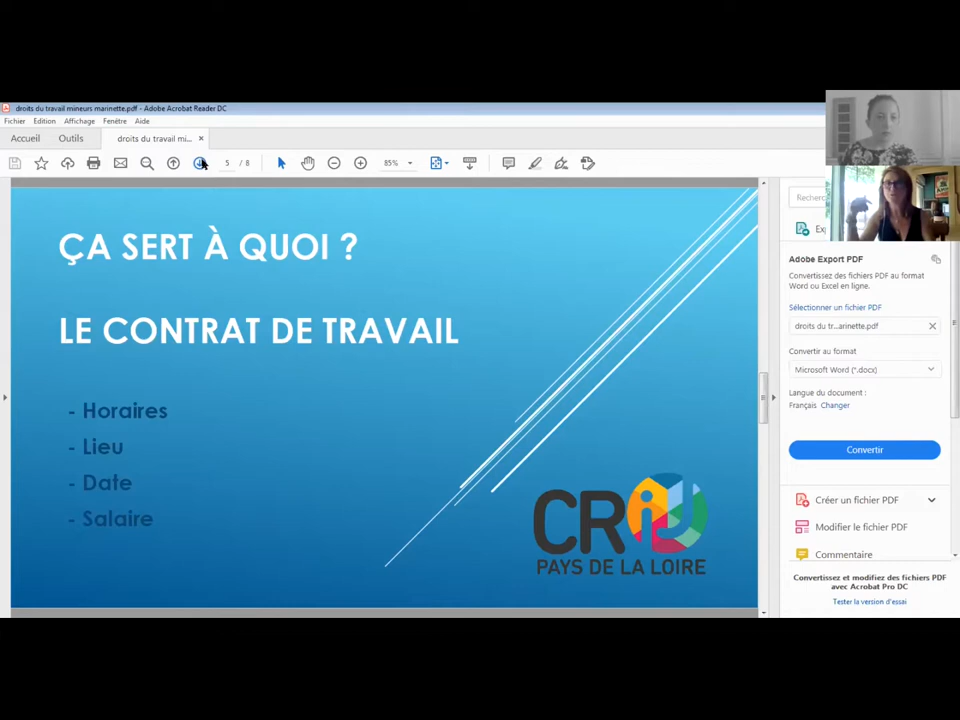 droits du travail mineurs marinette.pdf - Adobe Acrobat Reader DC
Fichier Edition Affichage Fenêtre Aide
Accueil Outils droits du travail mi... ×
5 / 8 85%
ÇA SERT À QUOI ?
LE CONTRAT DE TRAVAIL
- Horaires
- Lieu
- Date
- Salaire
CRIJ
PAYS DE LA LOIRE
Adobe Export PDF
Convertissez des fichiers PDF au format
Word ou Excel en ligne.
Sélectionner un fichier PDF
droits du tr...arinette.pdf
Convertir au format
Microsoft Word (*.docx)
Langue du document :
Français Changer
Convertir
Créer un fichier PDF
Modifier le fichier PDF
Commentaire
Convertissez et modifiez des fichiers PDF
avec Acrobat Pro DC
Tester la version d'essai